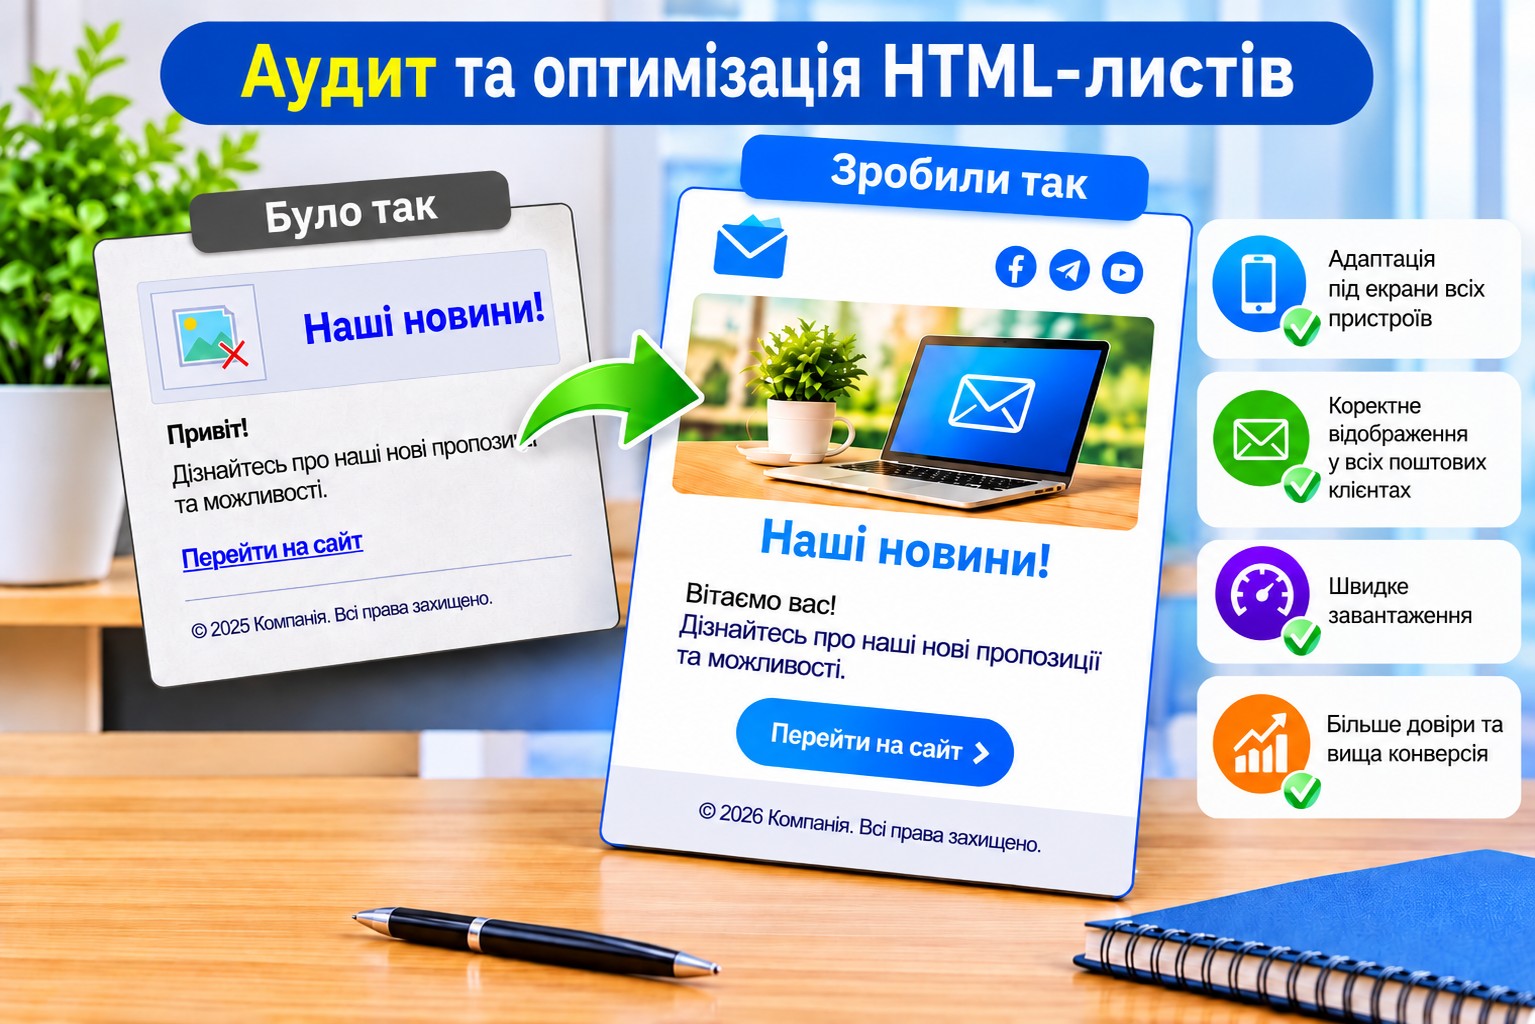 Аудит та оптимізація HTML-листів
Було так
Наші новини!
Привіт!
Дізнайтесь про наші нові
та можливості.
Перейти на сайт
© 2025 Компанія. Всі права захищено.
Зробили так
Наші новини!
Вітаємо вас!
Дізнайтесь про наші нові пропозиції
та можливості.
Перейти на сайт
© 2026 Компанія. Всі права захищено.
Адаптація
під екрани всіх
пристроїв
Коректне
відображення
у всіх поштових
клієнтах
Швидке
завантаження
Більше довіри та
вища конверсія